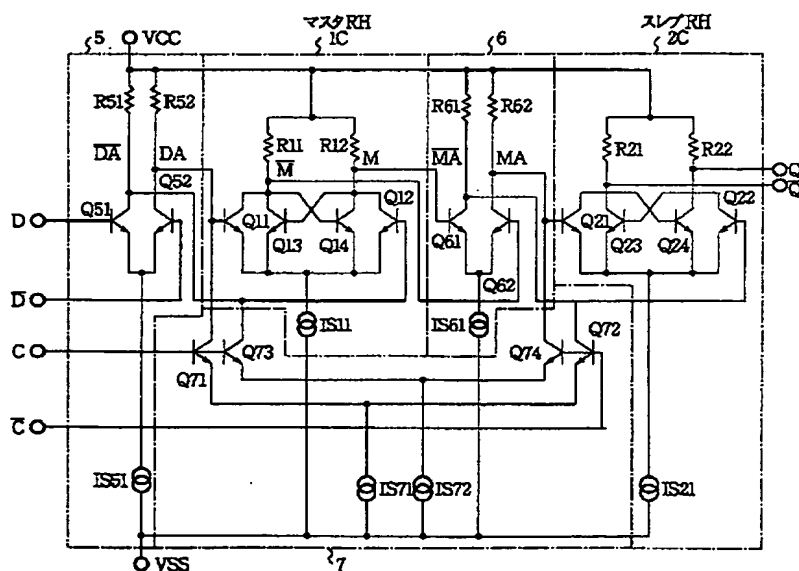 マスタRH
スレブRH
5
VCC
1C
6
2C
R51
R52
R11
R12
R61
R62
R21
R22
D̅A̅
DA
M̅
M
M̅A̅
MA
Q
Q̅
Q52
Q12
Q22
D
Q51
Q11
Q13
Q14
Q61
Q21
Q23
Q24
Q62
D̅
IS11
IS61
C
Q71
Q73
Q74
Q72
C̅
IS51
IS71
IS72
IS21
VSS
7